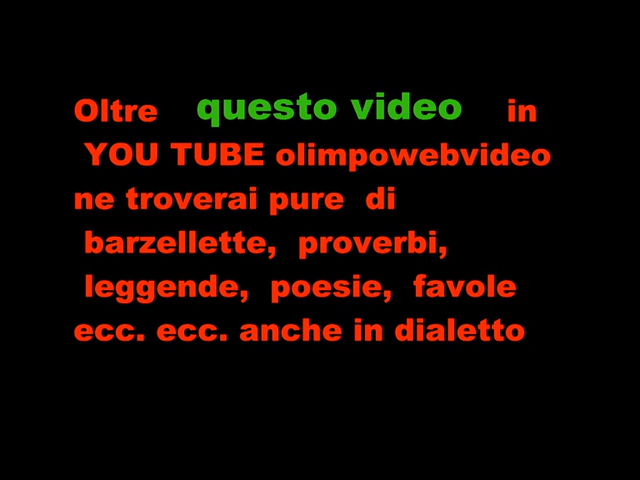 Oltre questo video in
YOU TUBE olimpowebvideo
ne troverai pure di
barzellette, proverbi,
leggende, poesie, favole
ecc. ecc. anche in dialetto